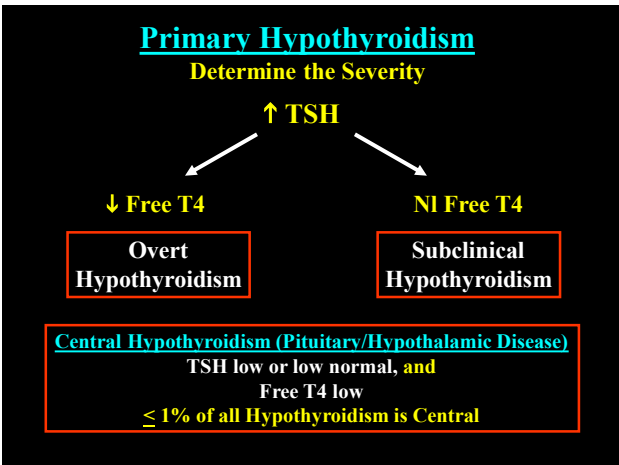 Primary Hypothyroidism
Determine the Severity
↑ TSH
↓ Free T4
Nl Free T4
Overt
Hypothyroidism
Subclinical
Hypothyroidism
Central Hypothyroidism (Pituitary/Hypothalamic Disease)
TSH low or low normal, and
Free T4 low
≤ 1% of all Hypothyroidism is Central